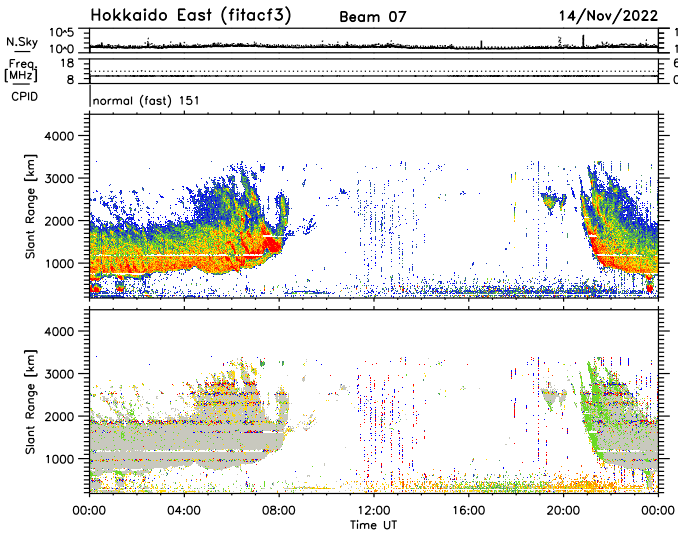 Hokkaido East (fitacf3) Beam 07 14/Nov/2022
N.Sky 10^5 10^0
Freq. [MHz] 18 8
CPID normal (fast) 151
Slant Range [km] 4000 3000 2000 1000
Slant Range [km] 4000 3000 2000 1000
00:00 04:00 08:00 12:00 16:00 20:00 00:00
Time UT